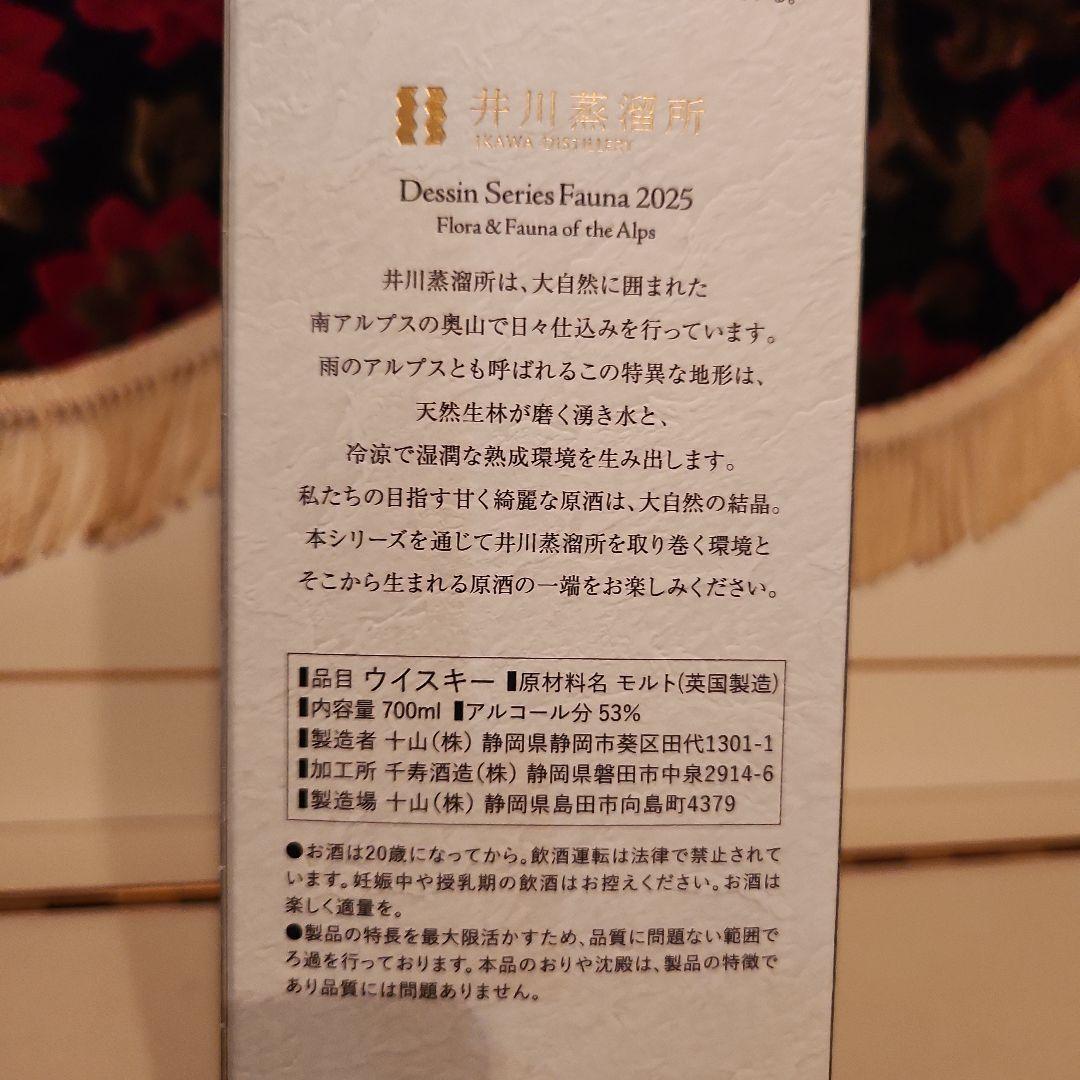 井川蒸溜所
IKAWA DISTILLERY
Dessin Series Fauna 2025
Flora & Fauna of the Alps
井川蒸溜所は、大自然に囲まれた
南アルプスの奥山で日々仕込みを行っています。
雨のアルプスとも呼ばれるこの特異な地形は、
天然生林が磨く湧き水と、
冷涼で湿潤な熟成環境を生み出します。
私たちの目指す甘く綺麗な原酒は、大自然の結晶。
本シリーズを通じて井川蒸溜所を取り巻く環境と
そこから生まれる原酒の一端をお楽しみください。
▮品目 ウイスキー ▮原材料名 モルト(英国製造)
▮内容量 700ml ▮アルコール分 53%
▮製造者 十山(株) 静岡県静岡市葵区田代1301-1
▮加工所 千寿酒造(株) 静岡県磐田市中泉2914-6
▮製造場 十山(株) 静岡県島田市向島町4379
●お酒は20歳になってから。飲酒運転は法律で禁止されて
います。妊娠中や授乳期の飲酒はお控えください。お酒は
楽しく適量を。
●製品の特長を最大限活かすため、品質に問題ない範囲で
ろ過を行っております。本品のおりや沈殿は、製品の特徴で
あり品質には問題ありません。